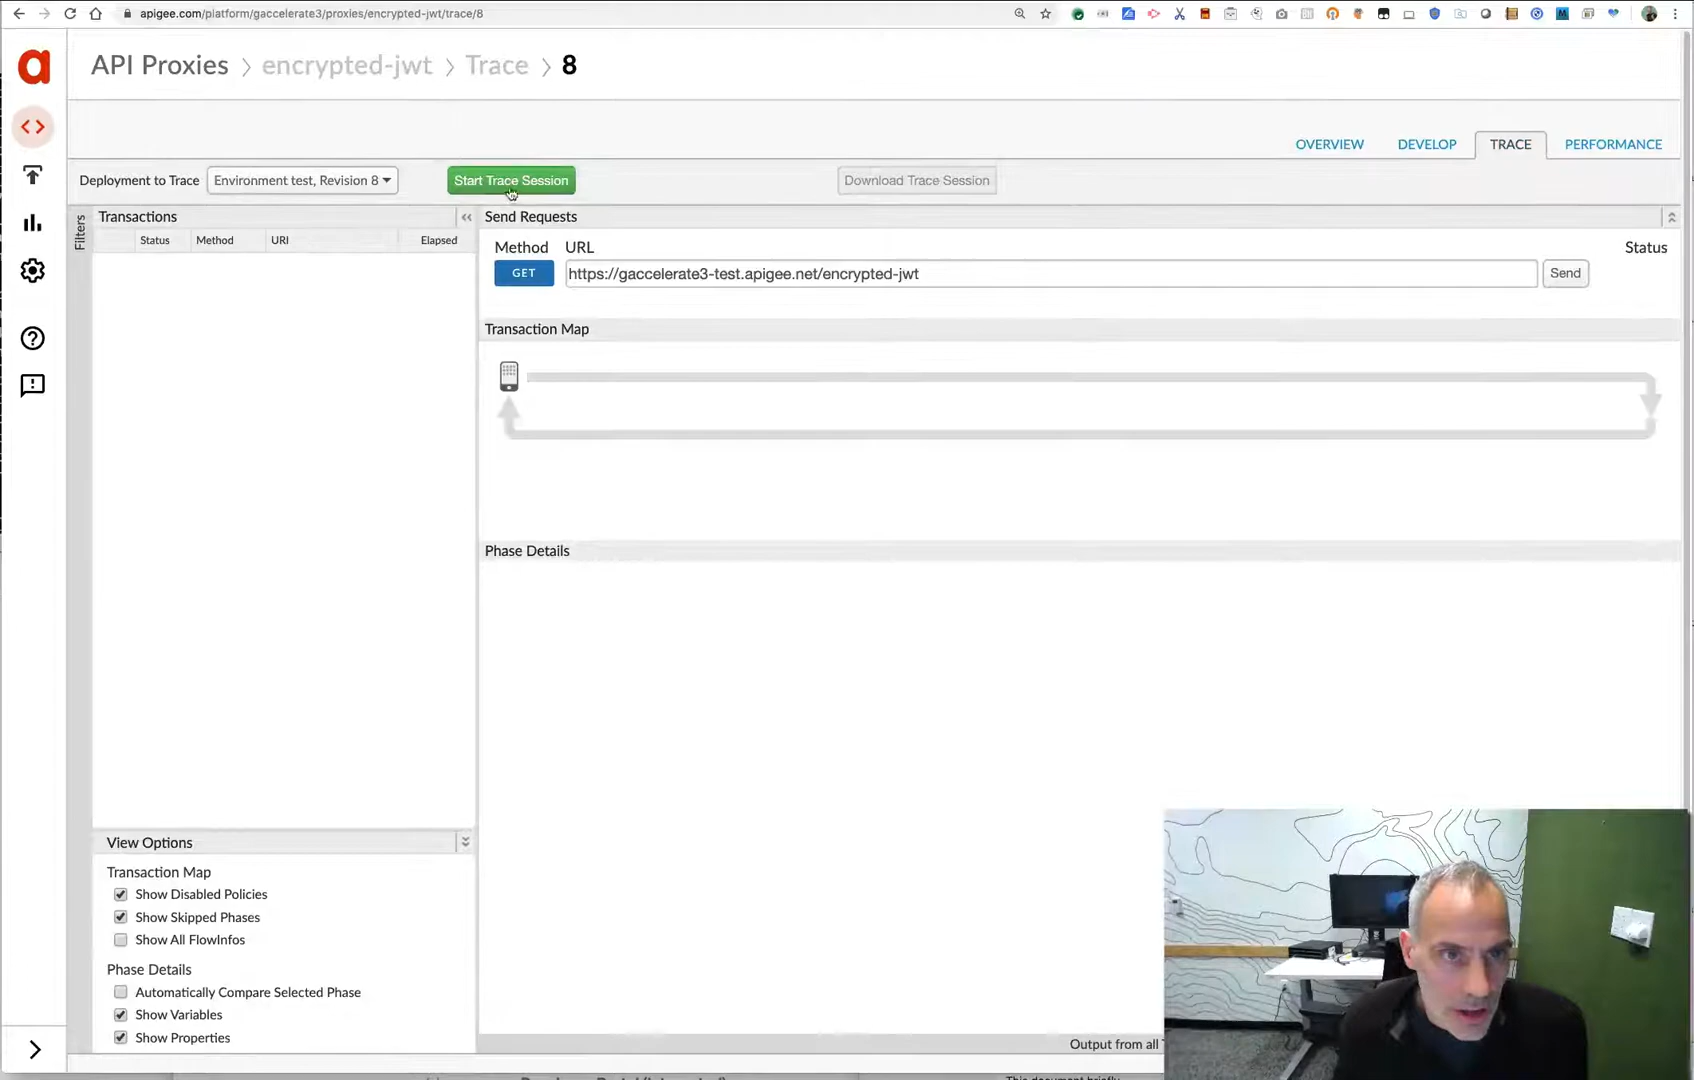 apigee.com/platform/gaccelerate3/proxies/encrypted-jwt/trace/8
API Proxies > encrypted-jwt > Trace > 8
OVERVIEW DEVELOP TRACE PERFORMANCE
Deployment to Trace Environment test, Revision 8 Start Trace Session Download Trace Session
Filters
Transactions
Status Method URI Elapsed
Send Requests
Method URL Status
GET https://gaccelerate3-test.apigee.net/encrypted-jwt Send
Transaction Map
Phase Details
View Options
Transaction Map
Show Disabled Policies
Show Skipped Phases
Show All FlowInfos
Phase Details
Automatically Compare Selected Phase
Show Variables
Show Properties
Output from all